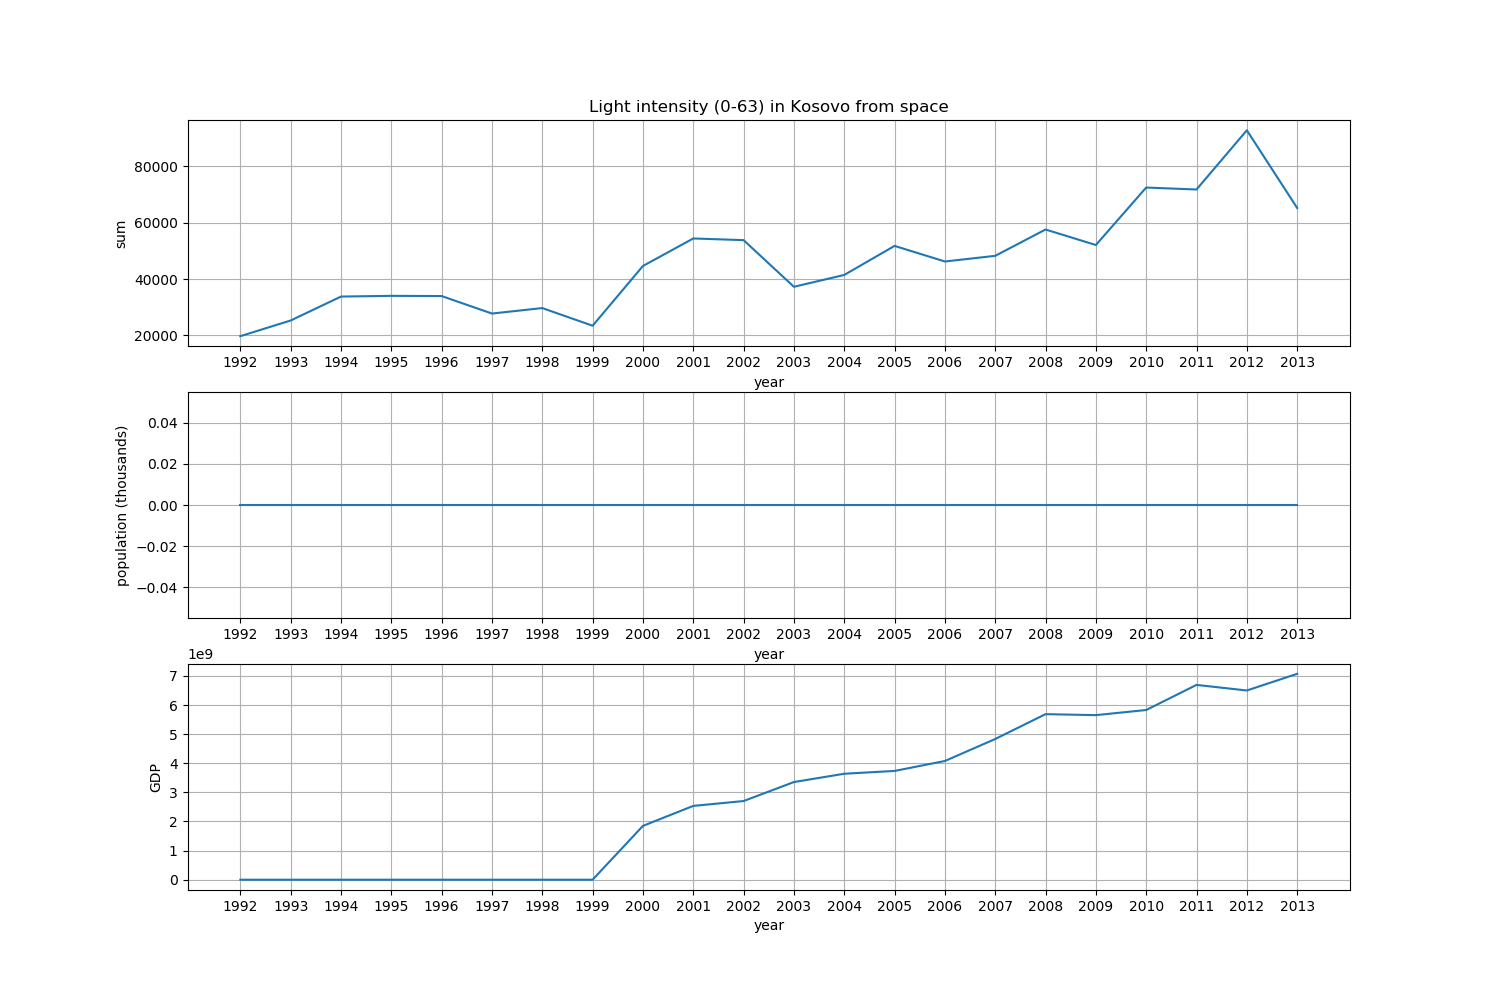 Light intensity (0-63) in Kosovo from space
80000
60000
40000
20000
sum
1992 1993 1994 1995 1996 1997 1998 1999 2000 2001 2002 2003 2004 2005 2006 2007 2008 2009 2010 2011 2012 2013
year
0.04
0.02
0.00
−0.02
−0.04
population (thousands)
1992 1993 1994 1995 1996 1997 1998 1999 2000 2001 2002 2003 2004 2005 2006 2007 2008 2009 2010 2011 2012 2013
year
1e9
7
6
5
4
3
2
1
0
GDP
1992 1993 1994 1995 1996 1997 1998 1999 2000 2001 2002 2003 2004 2005 2006 2007 2008 2009 2010 2011 2012 2013
year